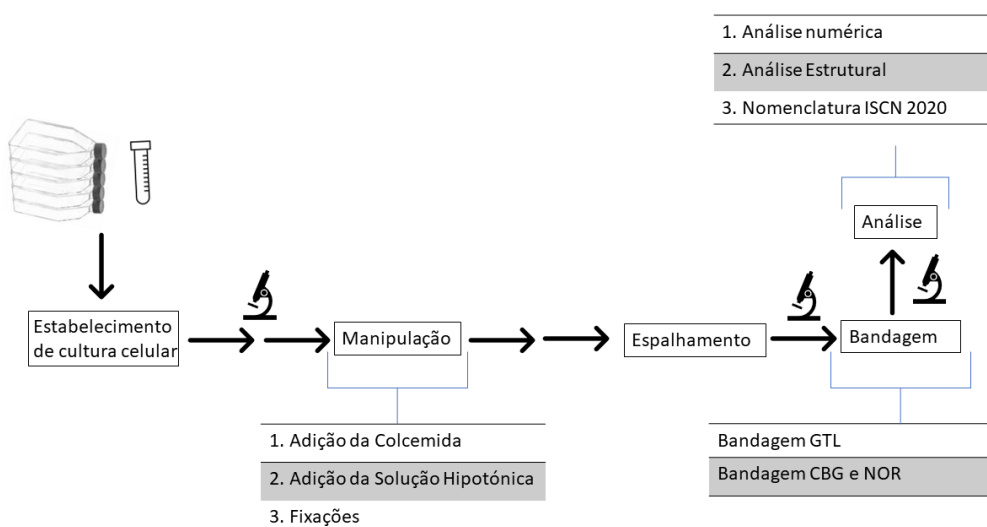 1. Análise numérica
2. Análise Estrutural
3. Nomenclatura ISCN 2020
Análise
Estabelecimento
de cultura celular
Manipulação
Espalhamento
Bandagem
1. Adição da Colcemida
2. Adição da Solução Hipotónica
3. Fixações
Bandagem GTL
Bandagem CBG e NOR